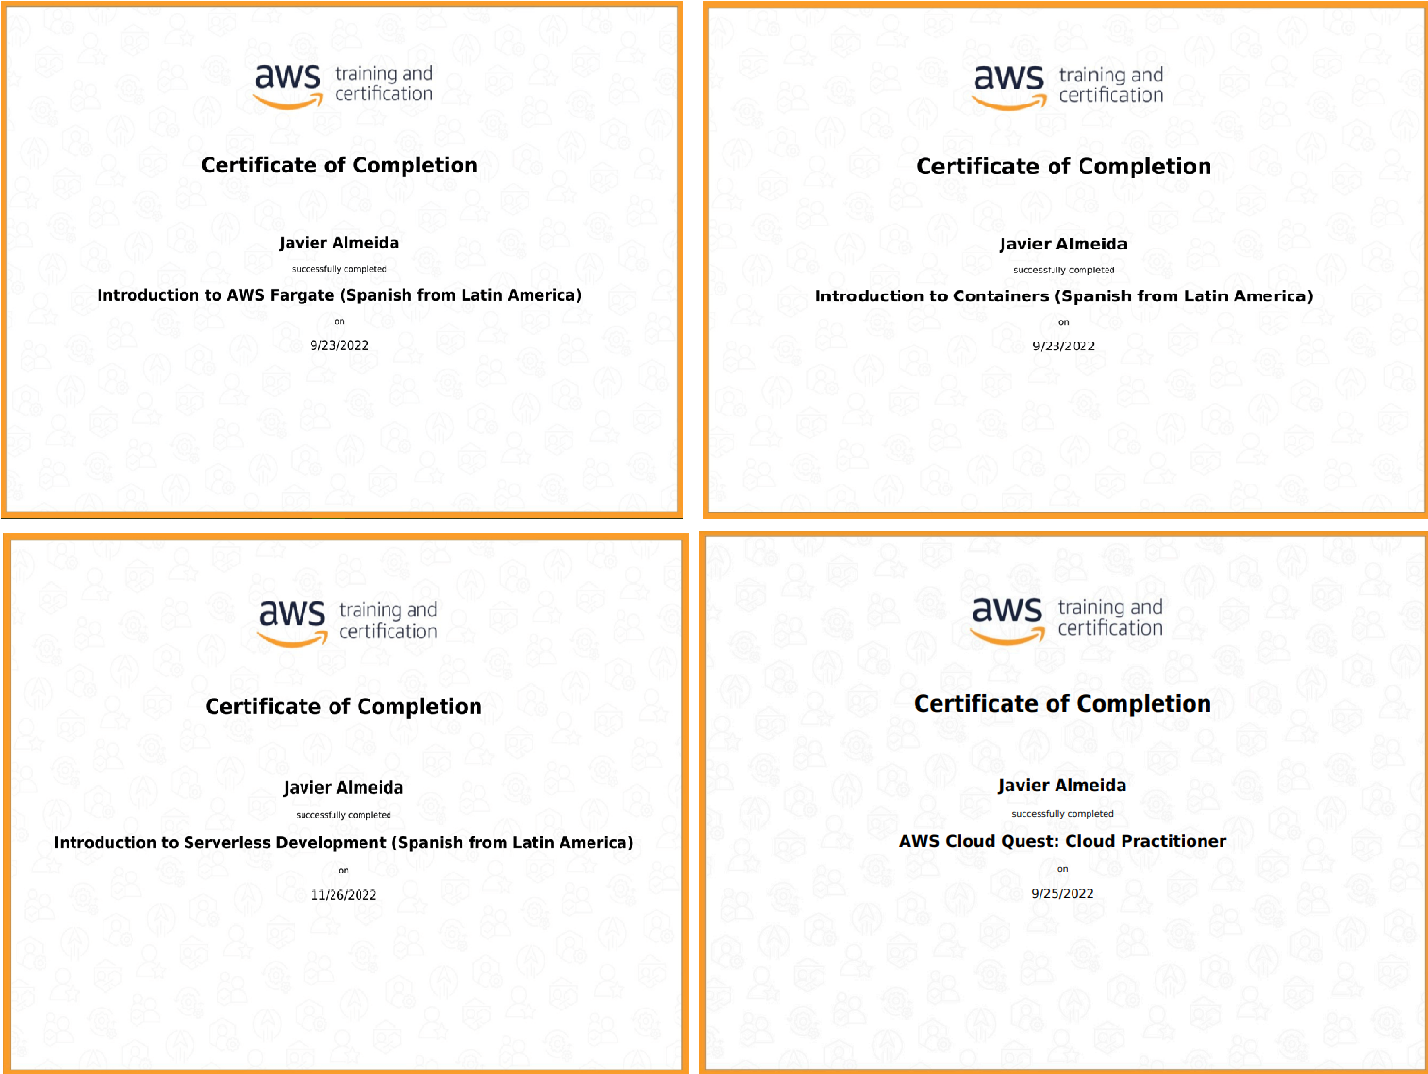 aws training and
certification
Certificate of Completion
Javier Almeida
successfully completed
Introduction to AWS Fargate (Spanish from Latin America)
on
9/23/2022
aws training and
certification
Certificate of Completion
Javier Almeida
successfully completed
Introduction to Containers (Spanish from Latin America)
on
9/23/2022
aws training and
certification
Certificate of Completion
Javier Almeida
successfully completed
Introduction to Serverless Development (Spanish from Latin America)
on
11/26/2022
aws training and
certification
Certificate of Completion
Javier Almeida
successfully completed
AWS Cloud Quest: Cloud Practitioner
on
9/25/2022